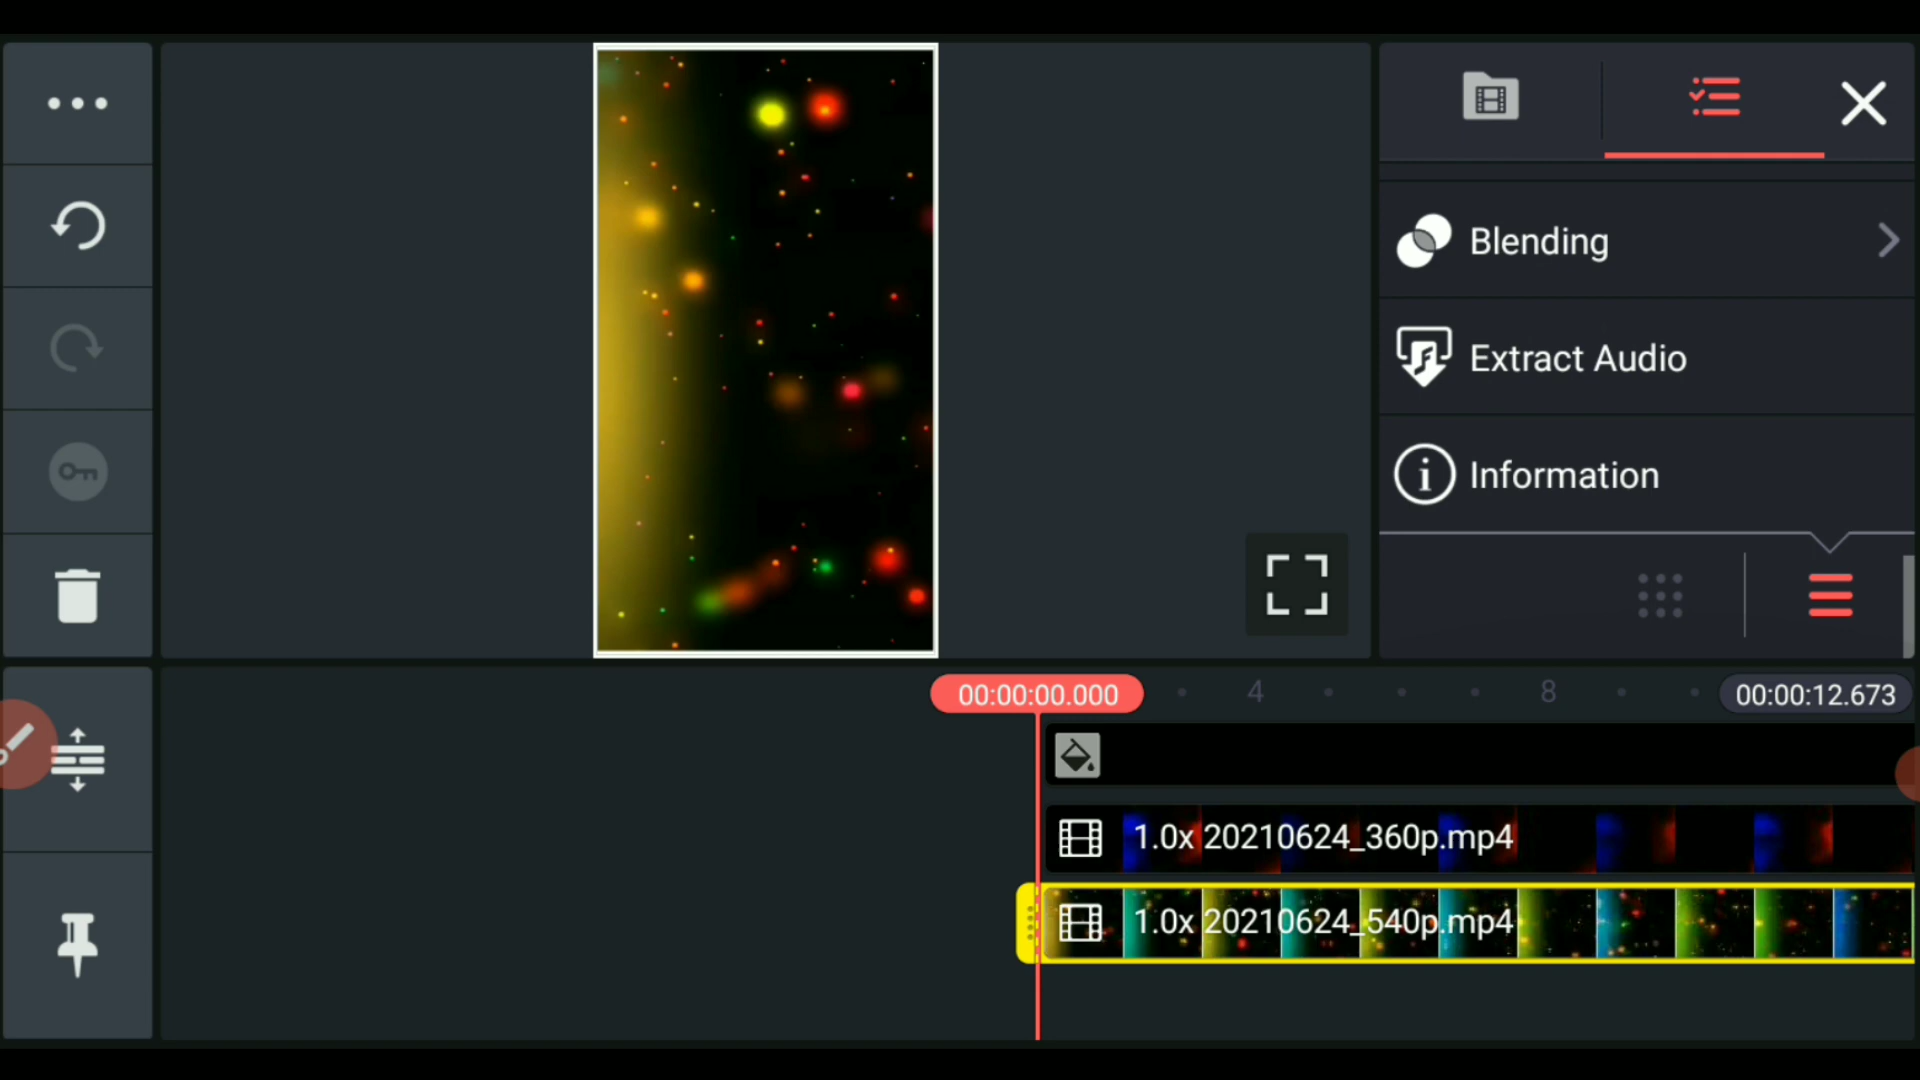 Blending
Extract Audio
Information
00:00:00.000
4
8
00:00:12.673
1.0x 20210624_360p.mp4
1.0x 20210624_540p.mp4